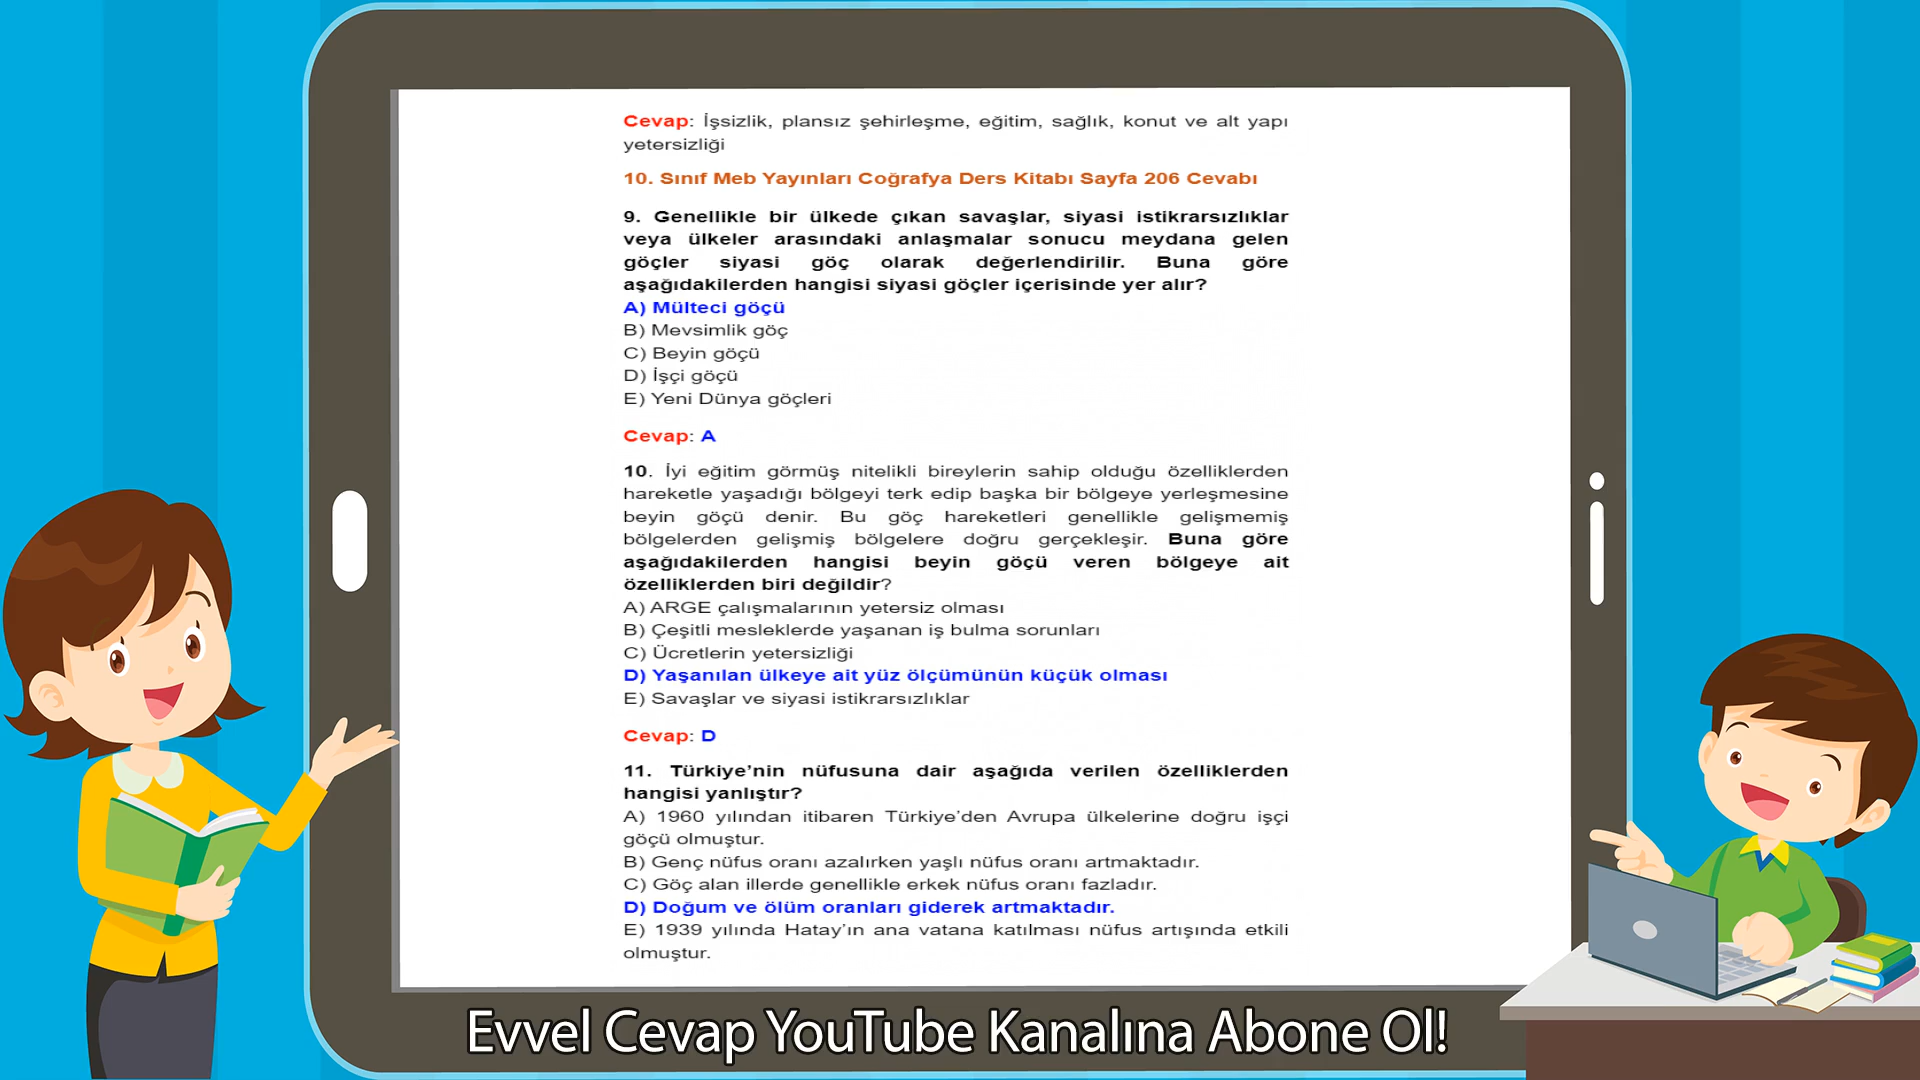 Cevap: İşsizlik, plansız şehirleşme, eğitim, sağlık, konut ve alt yapı
yetersizliği
10. Sınıf Meb Yayınları Coğrafya Ders Kitabı Sayfa 206 Cevabı
9. Genellikle bir ülkede çıkan savaşlar, siyasi istikrarsızlıklar
veya ülkeler arasındaki anlaşmalar sonucu meydana gelen
göçler siyasi göç olarak değerlendirilir. Buna göre
aşağıdakilerden hangisi siyasi göçler içerisinde yer alır?
A) Mülteci göçü
B) Mevsimlik göç
C) Beyin göçü
D) İşçi göçü
E) Yeni Dünya göçleri
Cevap: A
10. İyi eğitim görmüş nitelikli bireylerin sahip olduğu özelliklerden
hareketle yaşadığı bölgeyi terk edip başka bir bölgeye yerleşmesine
beyin göçü denir. Bu göç hareketleri genellikle gelişmemiş
bölgelerden gelişmiş bölgelere doğru gerçekleşir. Buna göre
aşağıdakilerden hangisi beyin göçü veren bölgeye ait
özelliklerden biri değildir?
A) ARGE çalışmalarının yetersiz olması
B) Çeşitli mesleklerde yaşanan iş bulma sorunları
C) Ücretlerin yetersizliği
D) Yaşanılan ülkeye ait yüz ölçümünün küçük olması
E) Savaşlar ve siyasi istikrarsızlıklar
Cevap: D
11. Türkiye’nin nüfusuna dair aşağıda verilen özelliklerden
hangisi yanlıştır?
A) 1960 yılından itibaren Türkiye’den Avrupa ülkelerine doğru işçi
göçü olmuştur.
B) Genç nüfus oranı azalırken yaşlı nüfus oranı artmaktadır.
C) Göç alan illerde genellikle erkek nüfus oranı fazladır.
D) Doğum ve ölüm oranları giderek artmaktadır.
E) 1939 yılında Hatay’ın ana vatana katılması nüfus artışında etkili
olmuştur.
Evvel Cevap YouTube Kanalına Abone Ol!